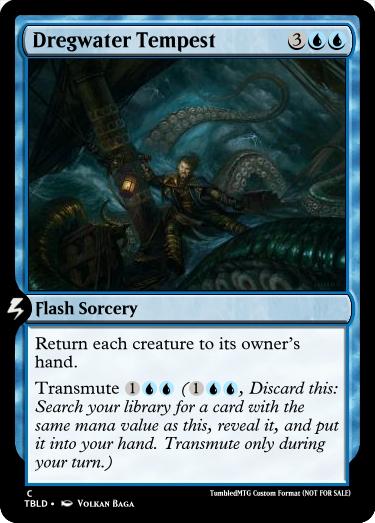 Dregwater Tempest 3
Flash Sorcery
Return each creature to its owner's
hand.
Transmute 1 (1, Discard this:
Search your library for a card with the
same mana value as this, reveal it, and put
it into your hand. Transmute only during
your turn.)
C
TumbledMTG Custom Format (NOT FOR SALE)
TBLD • Volkan Baga